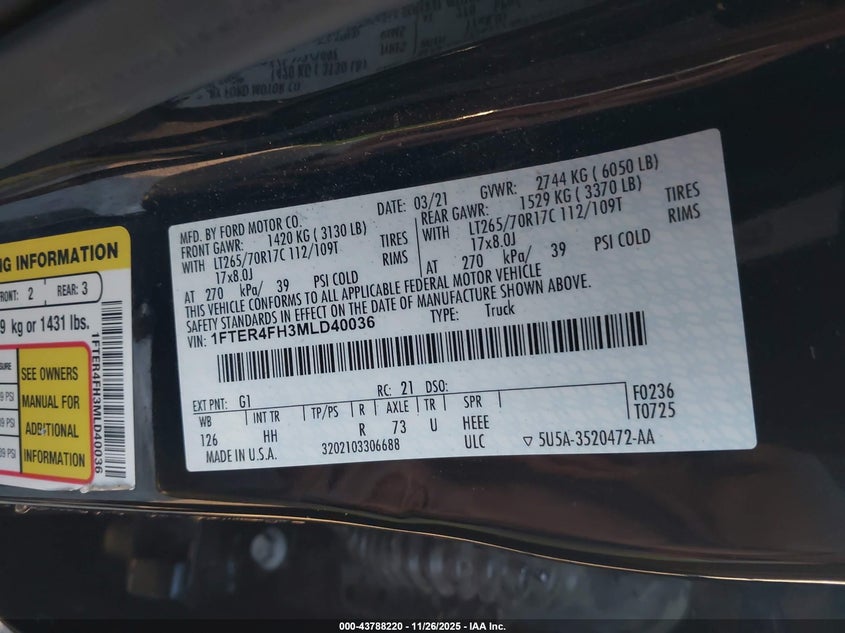 MFD. BY FORD MOTOR CO.
DATE: 03/21
GVWR: 2744 KG ( 6050 LB)
FRONT GAWR: 1420 KG ( 3130 LB)
REAR GAWR: 1529 KG ( 3370 LB)
WITH LT265/70R17C 112/109T TIRES
WITH LT265/70R17C 112/109T TIRES
17x8.0J RIMS
17x8.0J RIMS
AT 270 kPa/ 39 PSI COLD
AT 270 kPa/ 39 PSI COLD
THIS VEHICLE CONFORMS TO ALL APPLICABLE FEDERAL MOTOR VEHICLE
SAFETY STANDARDS IN EFFECT ON THE DATE OF MANUFACTURE SHOWN ABOVE.
VIN: 1FTER4FH3MLD40036
TYPE: Truck
EXT PNT: G1 RC: 21 DSO:
WB INT TR TP/PS R AXLE TR SPR
126 HH R 73 U HEEE
MADE IN U.S.A. 3202103306688 ULC
F0236
T0725
▽ 5U5A-3520472-AA
NG INFORMATION
FRONT: 2 REAR: 3
9 kg or 1431 lbs.
SEE OWNERS
MANUAL FOR
ADDITIONAL
INFORMATION
1FTER4FH3MLD40036
000-43788220 - 11/26/2025 - IAA Inc.